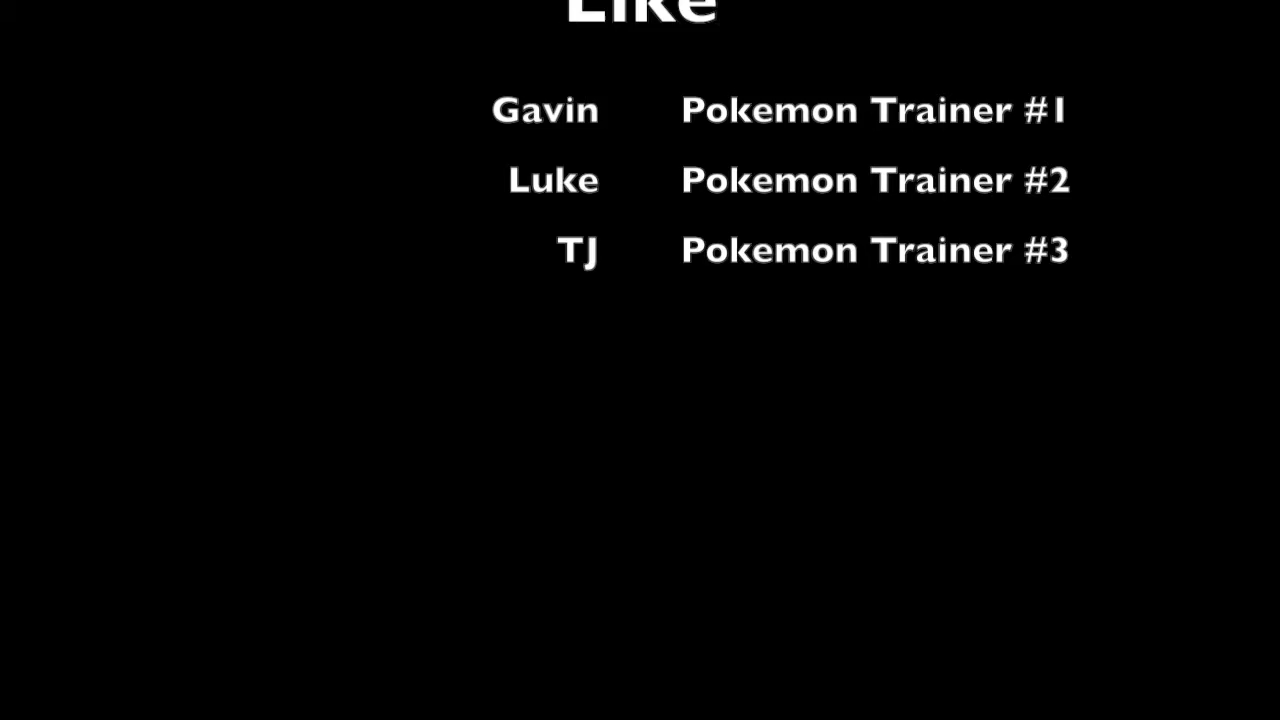 Like
Gavin Pokemon Trainer #1
Luke Pokemon Trainer #2
TJ Pokemon Trainer #3